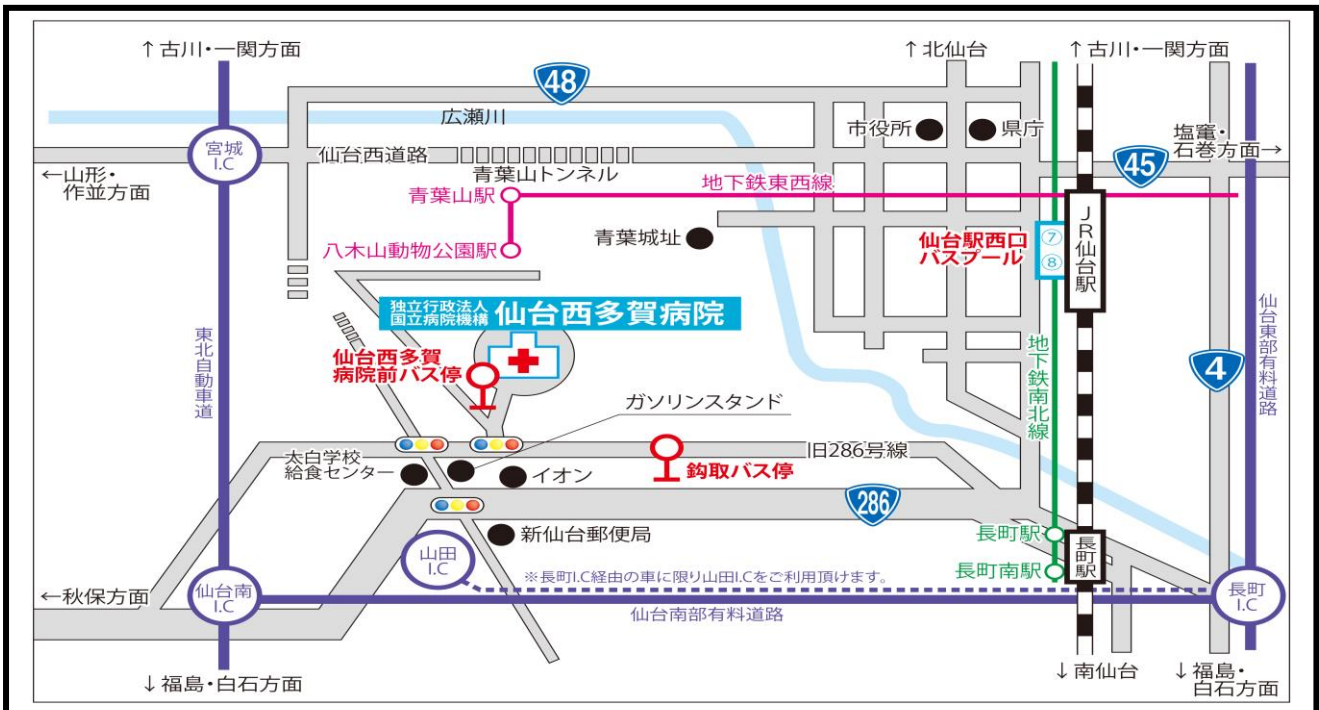 ↑古川・一関方面
↑北仙台
↑古川・一関方面
48
広瀬川
市役所
県庁
塩竈・
石巻方面→
宮城
I.C
仙台西道路
青葉山トンネル
45
←山形・
作並方面
青葉山駅
地下鉄東西線
八木山動物公園駅
青葉城址
仙台駅西口
バスプール
⑦
⑧
JR仙台駅
独立行政法人
国立病院機構
仙台西多賀病院
仙台西多賀
病院前バス停
東北自動車道
地下鉄南北線
4
仙台東部有料道路
ガソリンスタンド
太白学校
給食センター
イオン
鈎取バス停
旧286号線
286
新仙台郵便局
長町駅
長町駅
長町南駅
山田
I.C
※長町I.C経由の車に限り山田I.Cをご利用頂けます。
←秋保方面
仙台南
I.C
仙台南部有料道路
長町
I.C
↓福島・白石方面
↓南仙台
↓福島・
白石方面